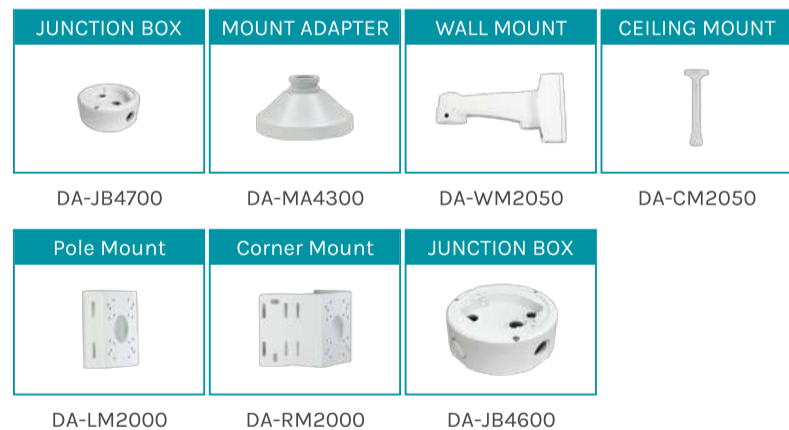 JUNCTION BOX
MOUNT ADAPTER
WALL MOUNT
CEILING MOUNT
DA-JB4700
DA-MA4300
DA-WM2050
DA-CM2050
Pole Mount
Corner Mount
JUNCTION BOX
DA-LM2000
DA-RM2000
DA-JB4600